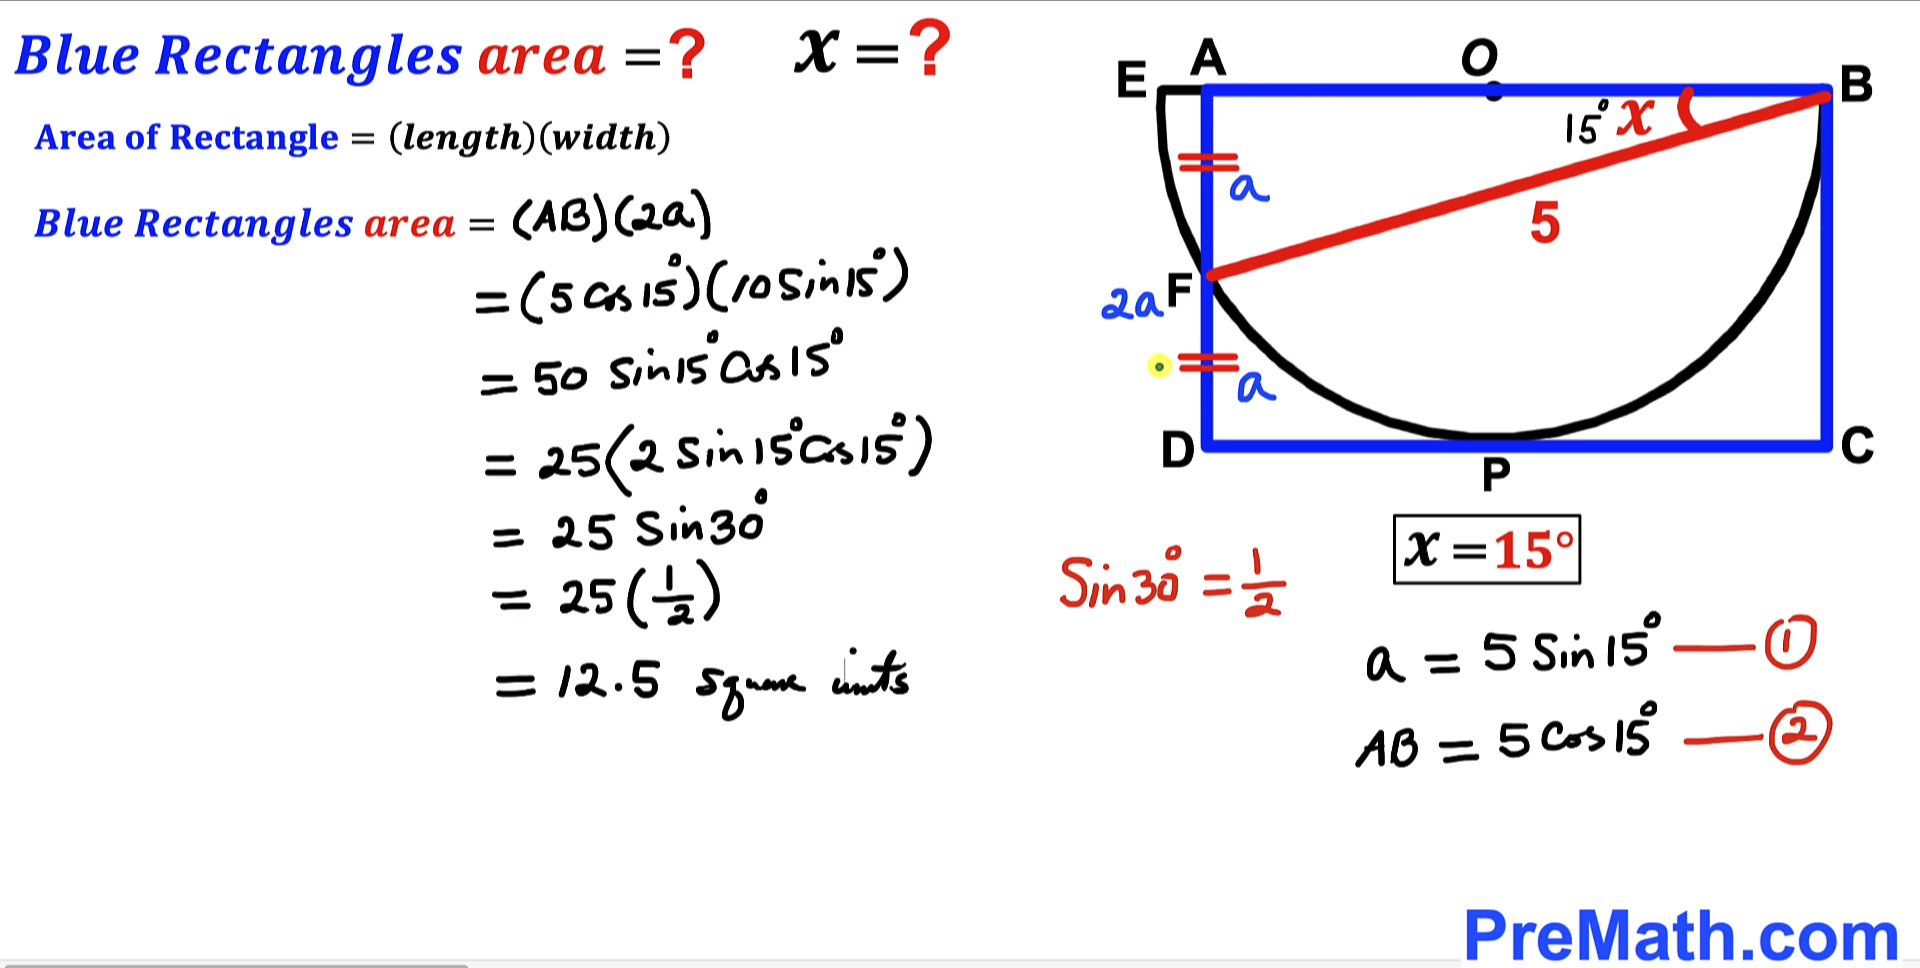 Blue Rectangles area = ?
x = ?
Area of Rectangle = (length)(width)
Blue Rectangles area = (AB)(2a)
= (5 cos 15°)(10 sin 15°)
= 50 sin 15° cos 15°
= 25(2 sin 15° cos 15°)
= 25 Sin 30°
= 25(1/2)
= 12.5 square units
E A O B
15° x
a
5
2a F
a
D P C
x = 15°
Sin 30° = 1/2
a = 5 Sin 15° — ①
AB = 5 Cos 15° — ②
PreMath.com